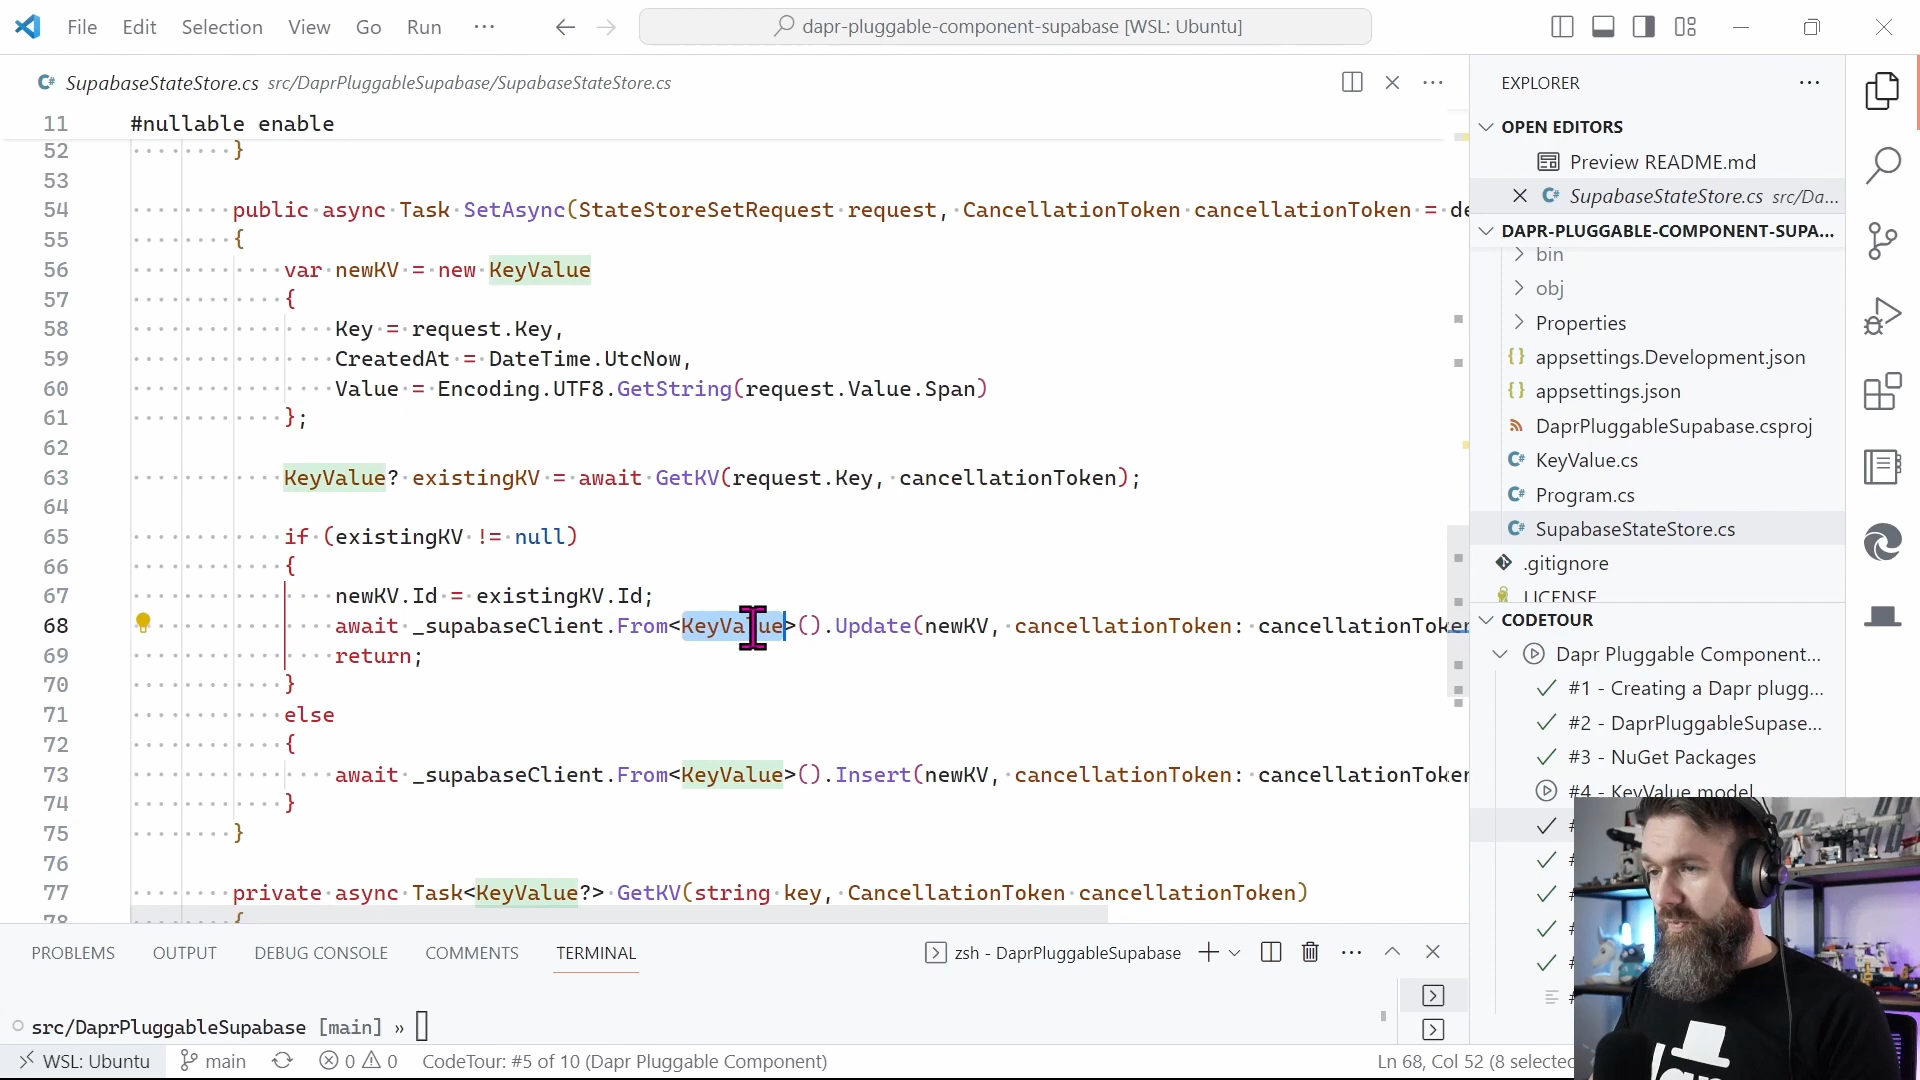 File Edit Selection View Go Run ···
dapr-pluggable-component-supabase [WSL: Ubuntu]
SupabaseStateStore.cs src/DaprPluggableSupabase/SupabaseStateStore.cs
11 #nullable enable
52 }
53
54 public async Task SetAsync(StateStoreSetRequest request, CancellationToken cancellationToken = de
55 {
56 var newKV = new KeyValue
57 {
58 Key = request.Key,
59 CreatedAt = DateTime.UtcNow,
60 Value = Encoding.UTF8.GetString(request.Value.Span)
61 };
62
63 KeyValue? existingKV = await GetKV(request.Key, cancellationToken);
64
65 if (existingKV != null)
66 {
67 newKV.Id = existingKV.Id;
68 await _supabaseClient.From<KeyValue>().Update(newKV, cancellationToken: cancellationToken
69 return;
70 }
71 else
72 {
73 await _supabaseClient.From<KeyValue>().Insert(newKV, cancellationToken: cancellationToken
74 }
75 }
76
77 private async Task<KeyValue?> GetKV(string key, CancellationToken cancellationToken)
78 {
EXPLORER
OPEN EDITORS
Preview README.md
SupabaseStateStore.cs src/Da...
DAPR-PLUGGABLE-COMPONENT-SUPA...
bin
obj
Properties
{} appsettings.Development.json
{} appsettings.json
DaprPluggableSupabase.csproj
C# KeyValue.cs
C# Program.cs
C# SupabaseStateStore.cs
.gitignore
LICENSE
CODETOUR
Dapr Pluggable Component...
#1 - Creating a Dapr plugg...
#2 - DaprPluggableSupase...
#3 - NuGet Packages
#4 - KeyValue model
PROBLEMS OUTPUT DEBUG CONSOLE COMMENTS TERMINAL
zsh - DaprPluggableSupabase
src/DaprPluggableSupabase [main] »
WSL: Ubuntu main 0 0 CodeTour: #5 of 10 (Dapr Pluggable Component) Ln 68, Col 52 (8 selected